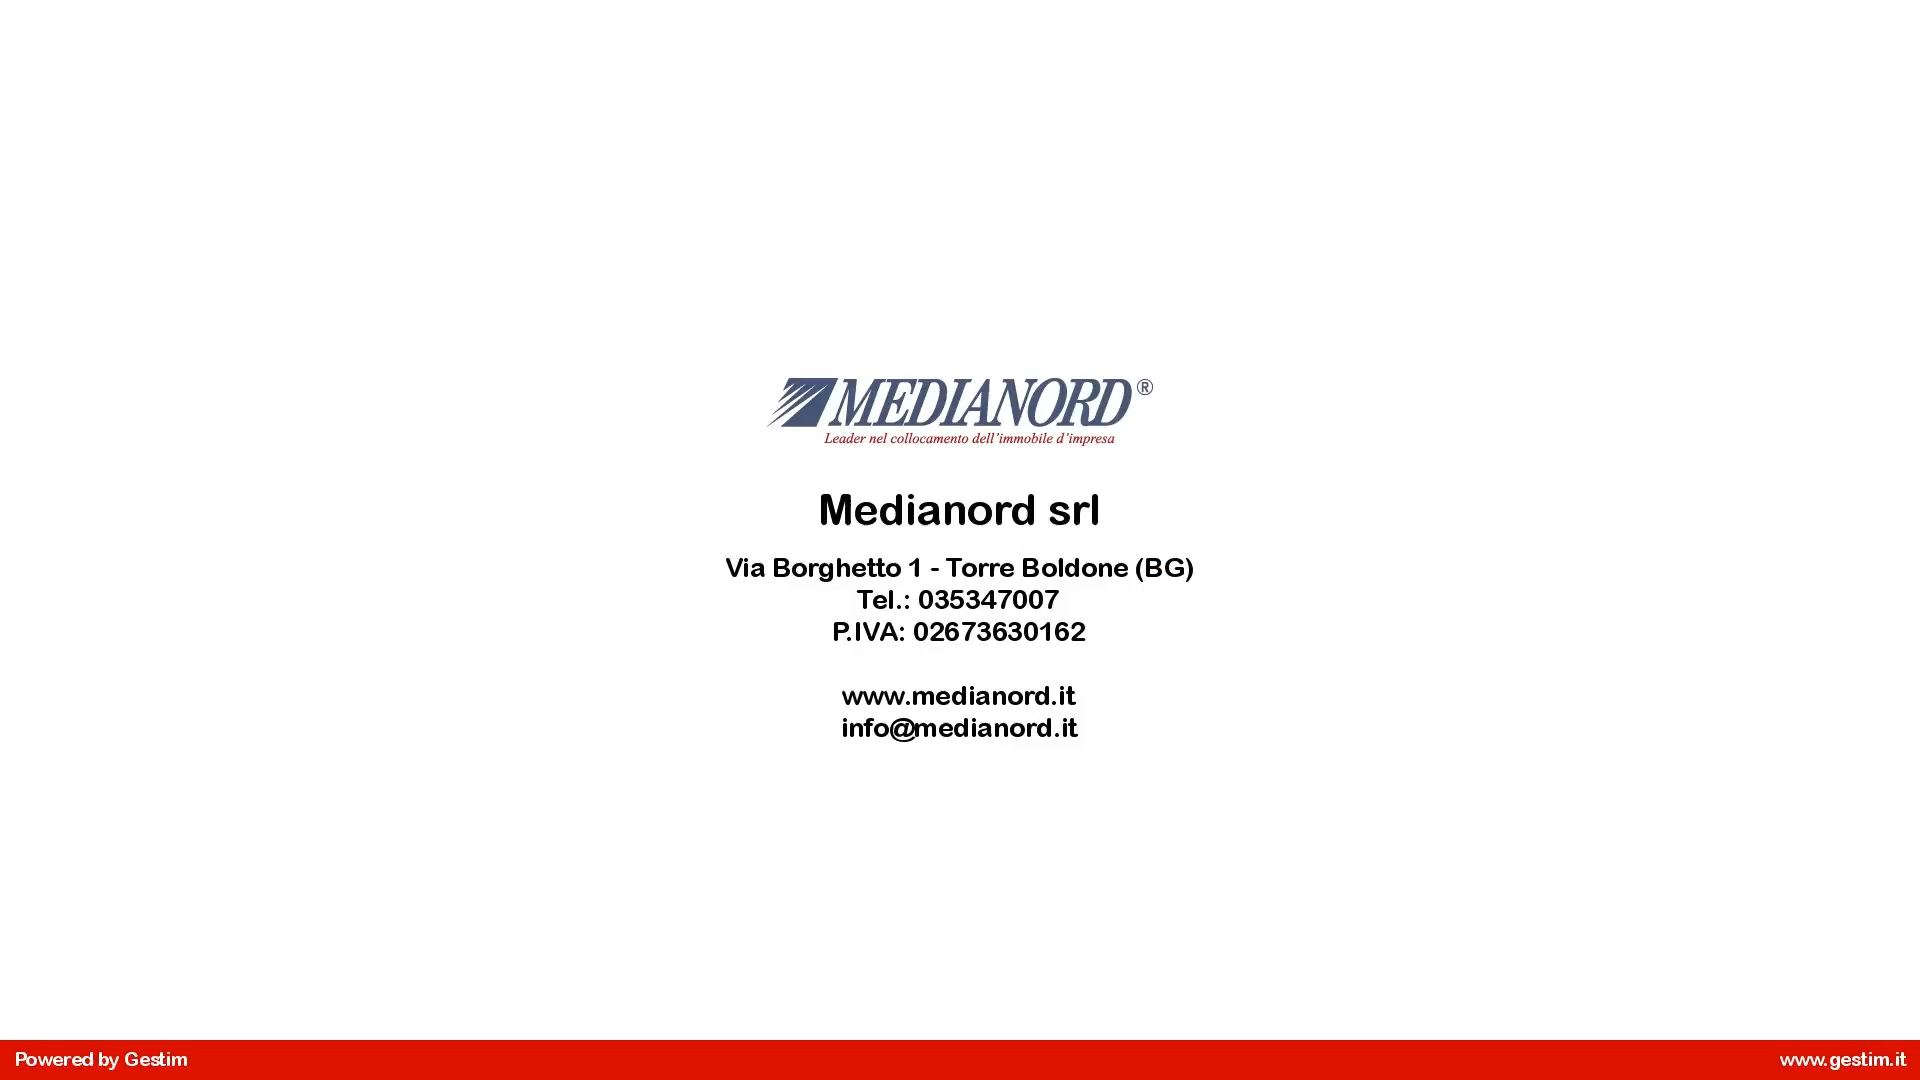 MEDIANORD®
Leader nel collocamento dell'immobile d'impresa
Medianord srl
Via Borghetto 1 - Torre Boldone (BG)
Tel.: 035347007
P.IVA: 02673630162
www.medianord.it
info@medianord.it
Powered by Gestim
www.gestim.it